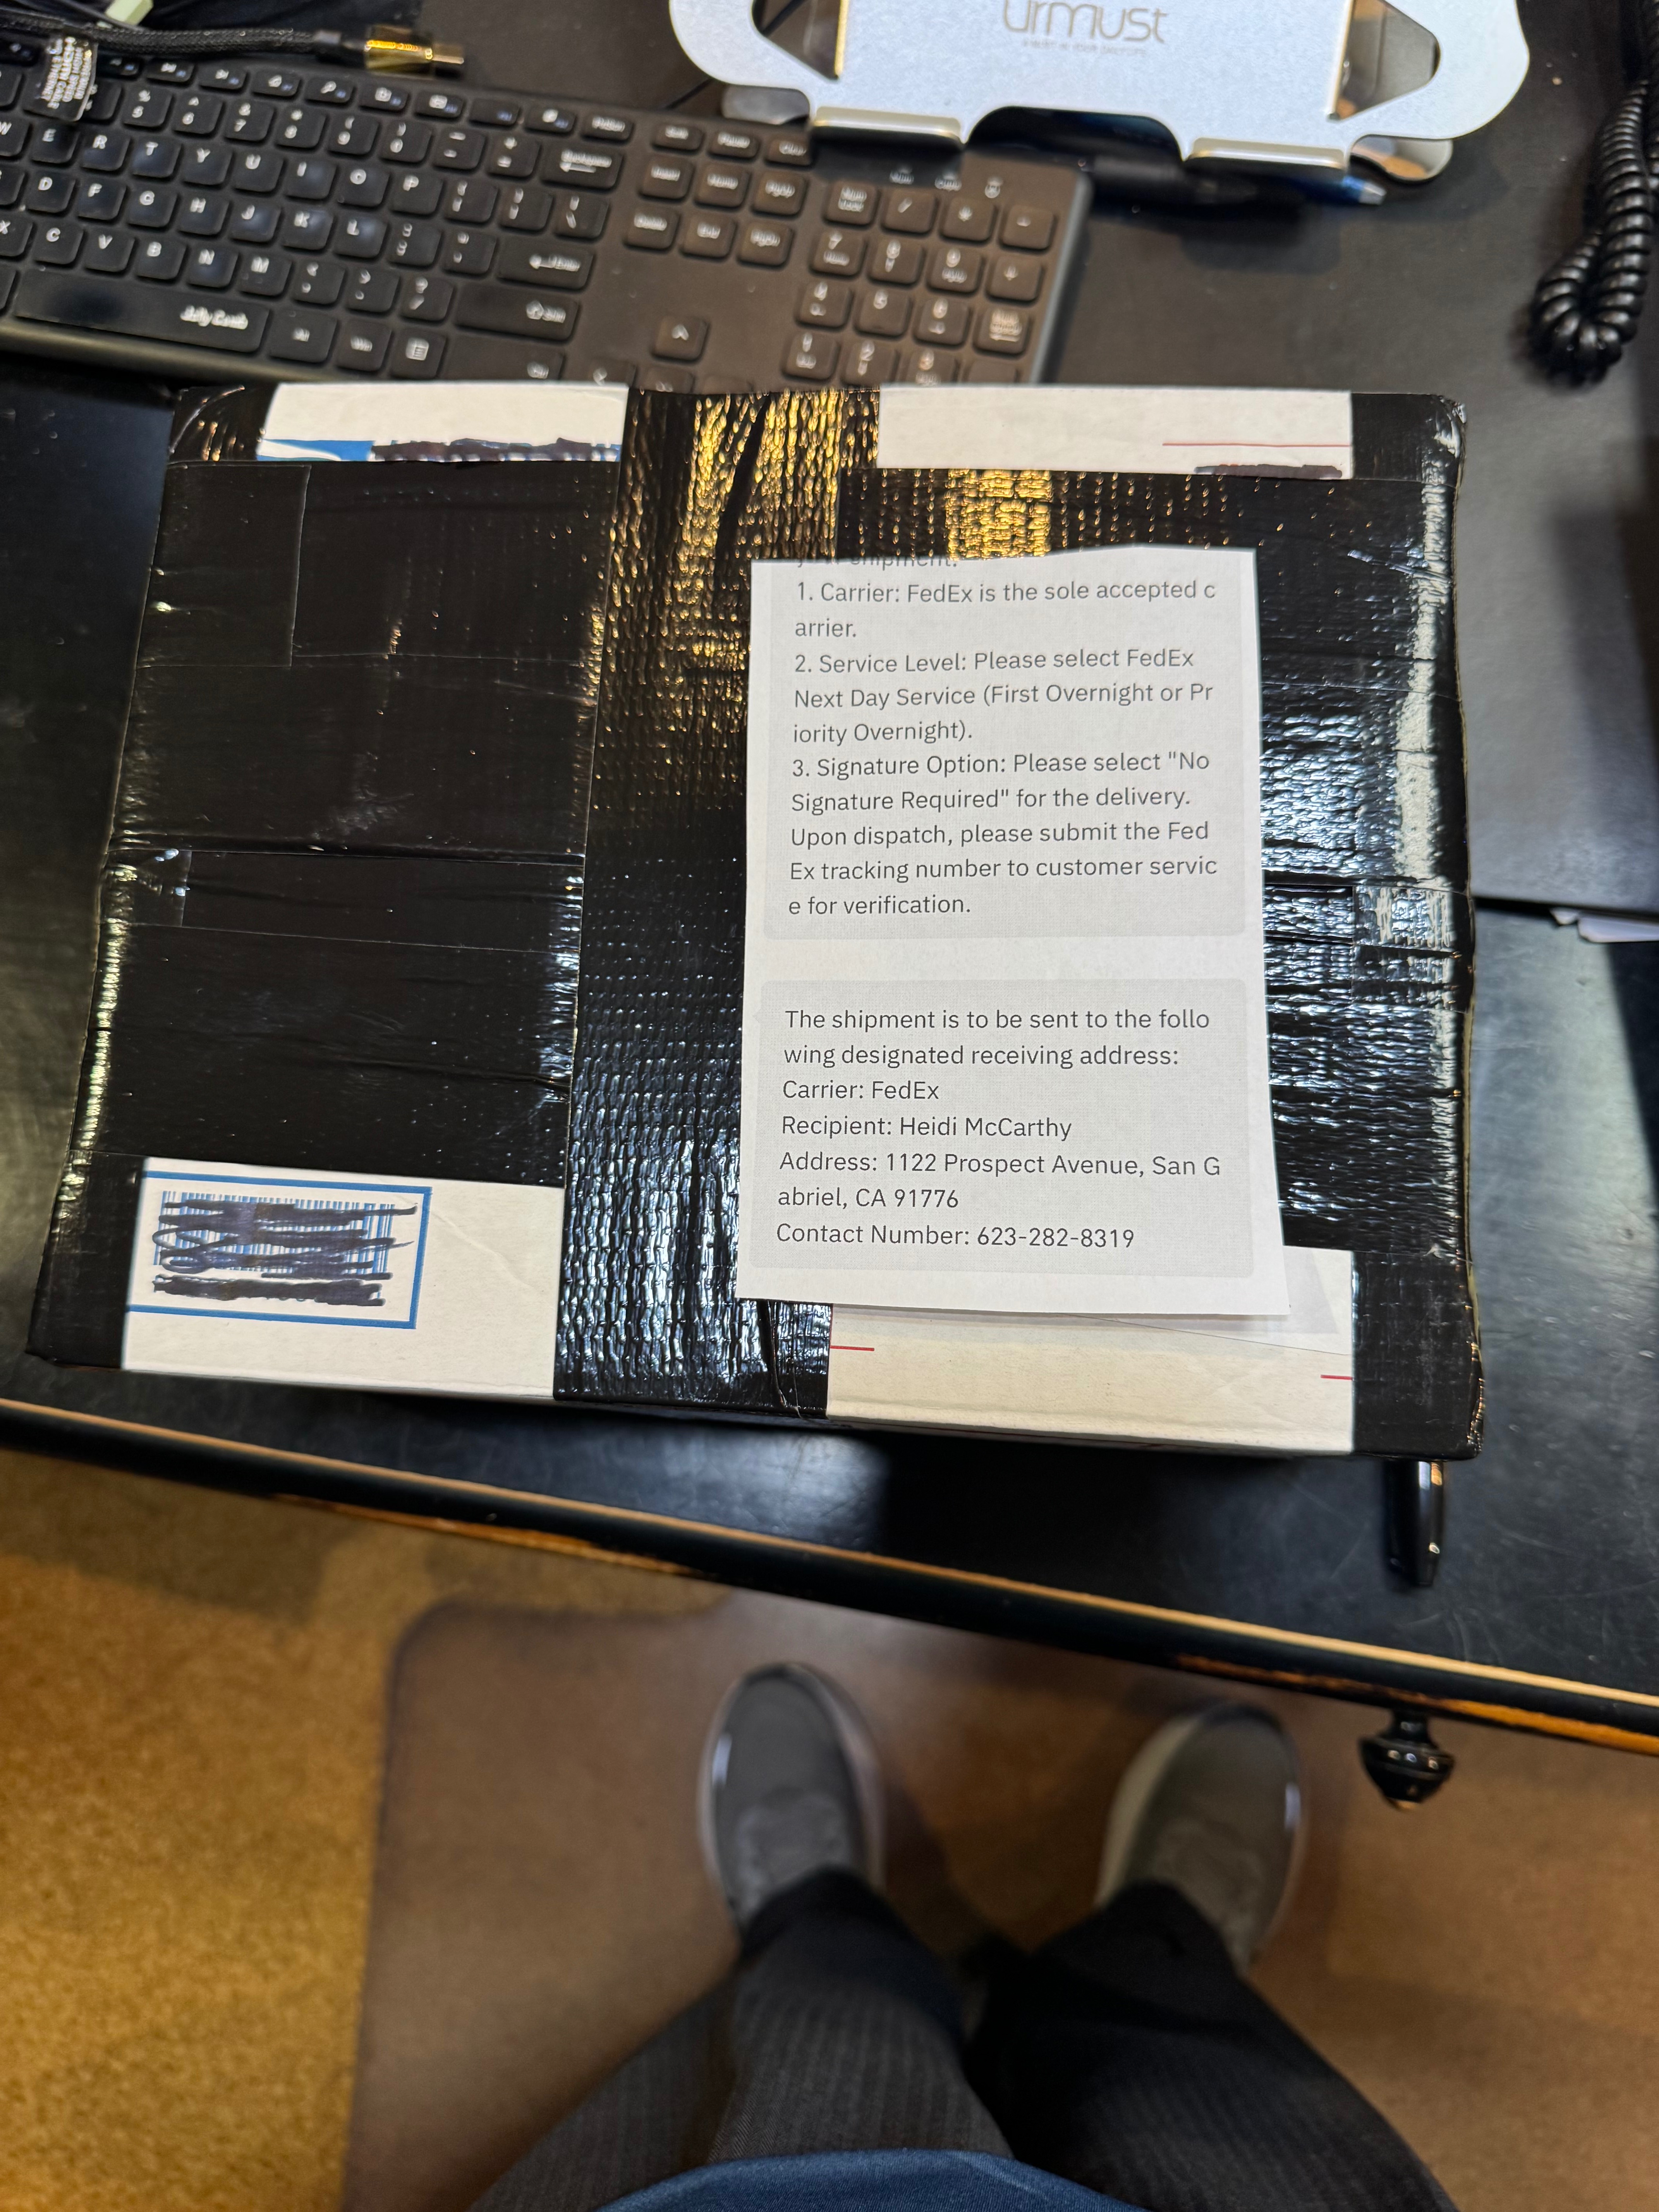 urmust
1. Carrier: FedEx is the sole accepted c
arrier.
2. Service Level: Please select FedEx
Next Day Service (First Overnight or Pr
iority Overnight).
3. Signature Option: Please select "No
Signature Required" for the delivery.
Upon dispatch, please submit the Fed
Ex tracking number to customer servic
e for verification.
The shipment is to be sent to the follo
wing designated receiving address:
Carrier: FedEx
Recipient: Heidi McCarthy
Address: 1122 Prospect Avenue, San G
abriel, CA 91776
Contact Number: 623-282-8319